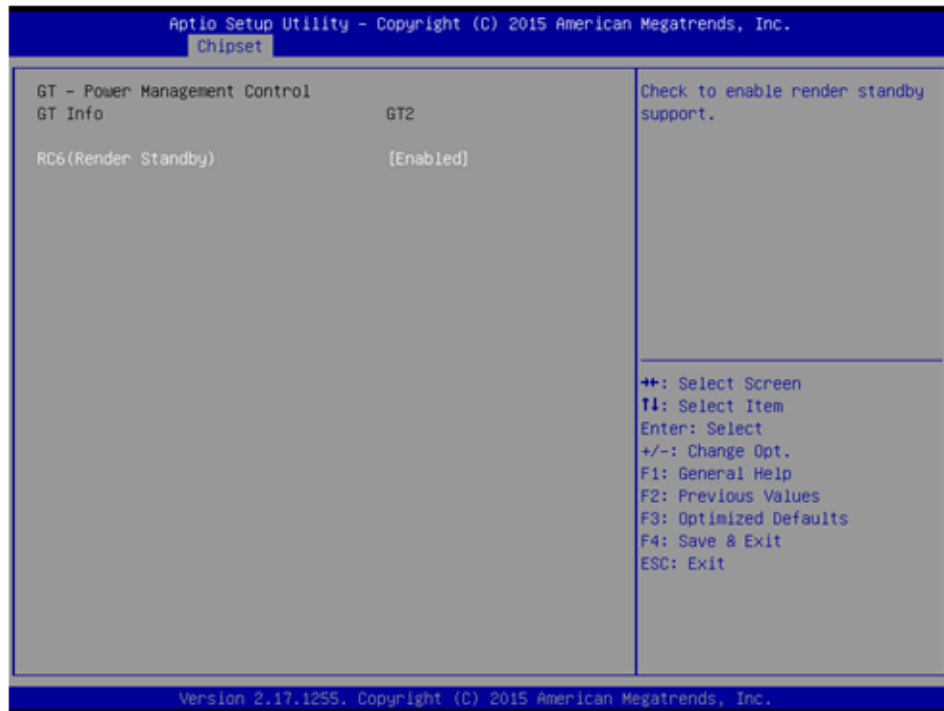 Aptio Setup Utility – Copyright (C) 2015 American Megatrends, Inc.
Chipset
GT – Power Management Control
GT Info GT2
RC6(Render Standby) [Enabled]
Check to enable render standby
support.
→←: Select Screen
↑↓: Select Item
Enter: Select
+/-: Change Opt.
F1: General Help
F2: Previous Values
F3: Optimized Defaults
F4: Save & Exit
ESC: Exit
Version 2.17.1255. Copyright (C) 2015 American Megatrends, Inc.